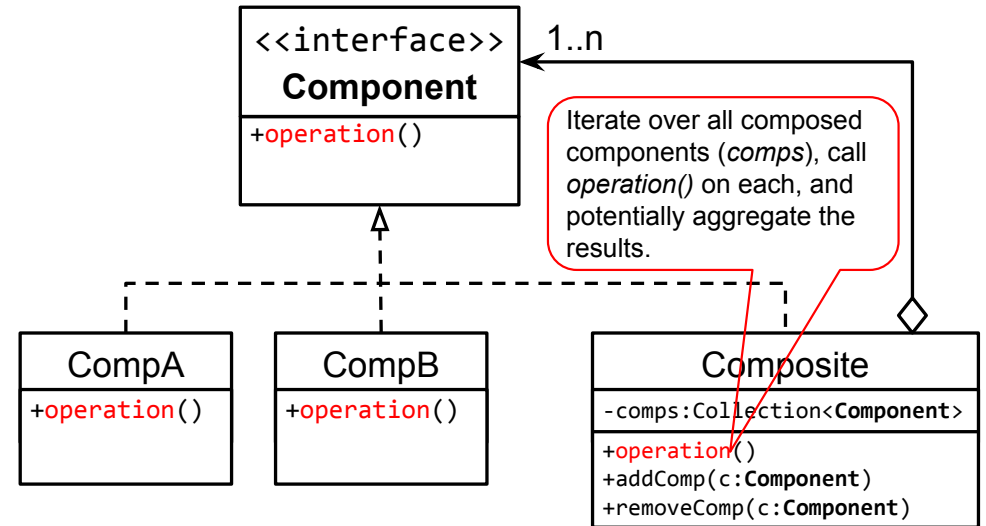 <<interface>>
Component
+operation()
1..n
Iterate over all composed
components (comps), call
operation() on each, and
potentially aggregate the
results.
CompA
+operation()
CompB
+operation()
Composite
-comps:Collection<Component>
+operation()
+addComp(c:Component)
+removeComp(c:Component)